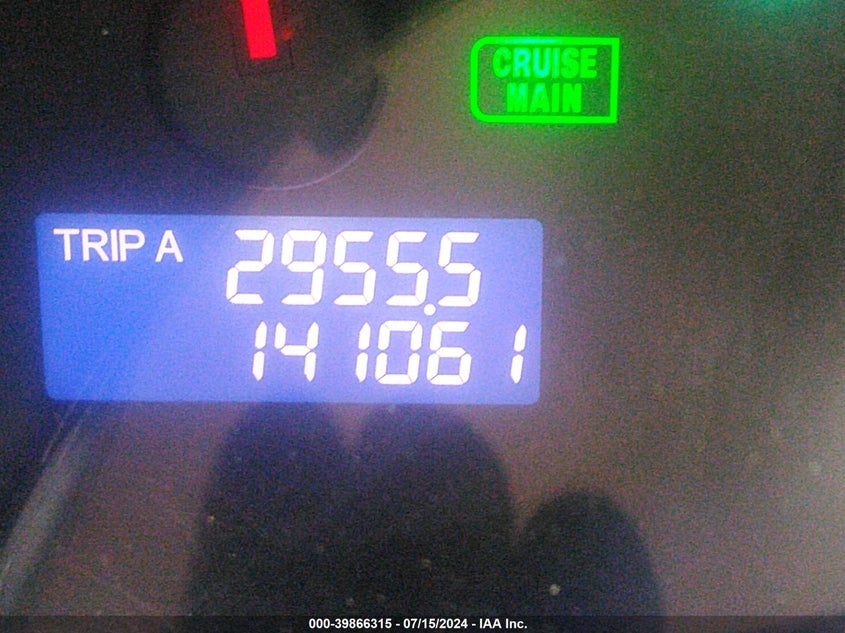 CRUISE
MAIN
TRIP A 2955.5
141061
000-39866315 - 07/15/2024 - IAA Inc.